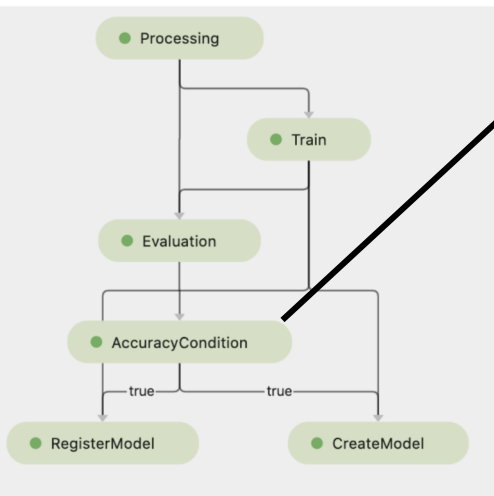 Processing
Train
Evaluation
AccuracyCondition
true
true
RegisterModel
CreateModel